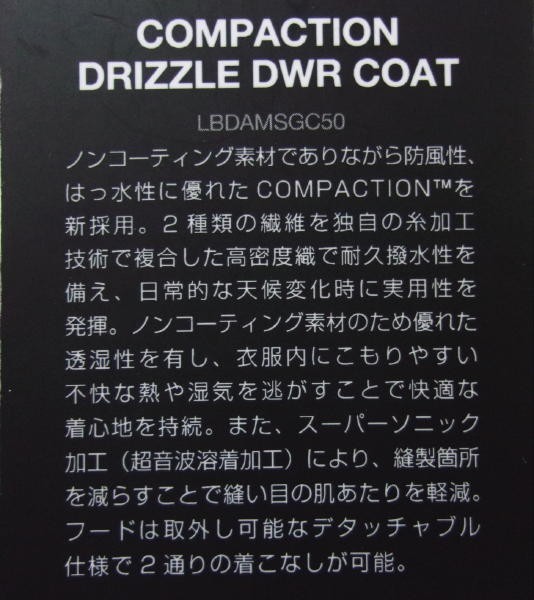 COMPACTION
DRIZZLE DWR COAT
LBDAMSGC50
ノンコーティング素材でありながら防風性、
はっ水性に優れたCOMPACTION™を
新採用。2種類の繊維を独自の糸加工
技術で複合した高密度織で耐久撥水性を
備え、日常的な天候変化時に実用性を
発揮。ノンコーティング素材のため優れた
透湿性を有し、衣服内にこもりやすい
不快な熱や湿気を逃がすことで快適な
着心地を持続。また、スーパーソニック
加工（超音波溶着加工）により、縫製箇所
を減らすことで縫い目の肌あたりを軽減。
フードは取外し可能なデタッチャブル
仕様で2通りの着こなしが可能。